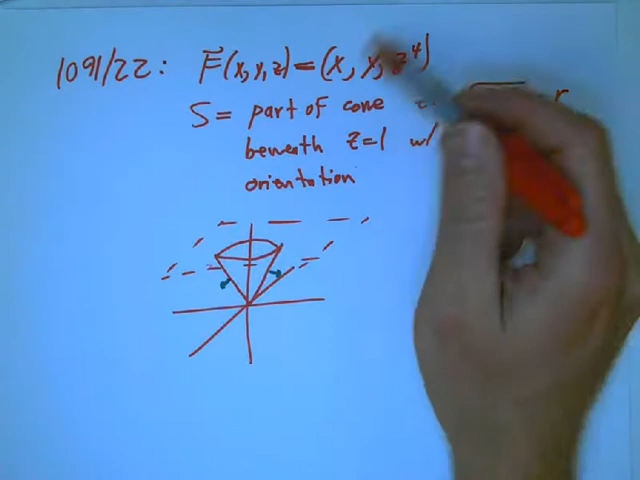 1091/22: F⃗(x,y,z)=(x, y, z⁴)
S = part of cone z = r
beneath z=1 w/
orientation